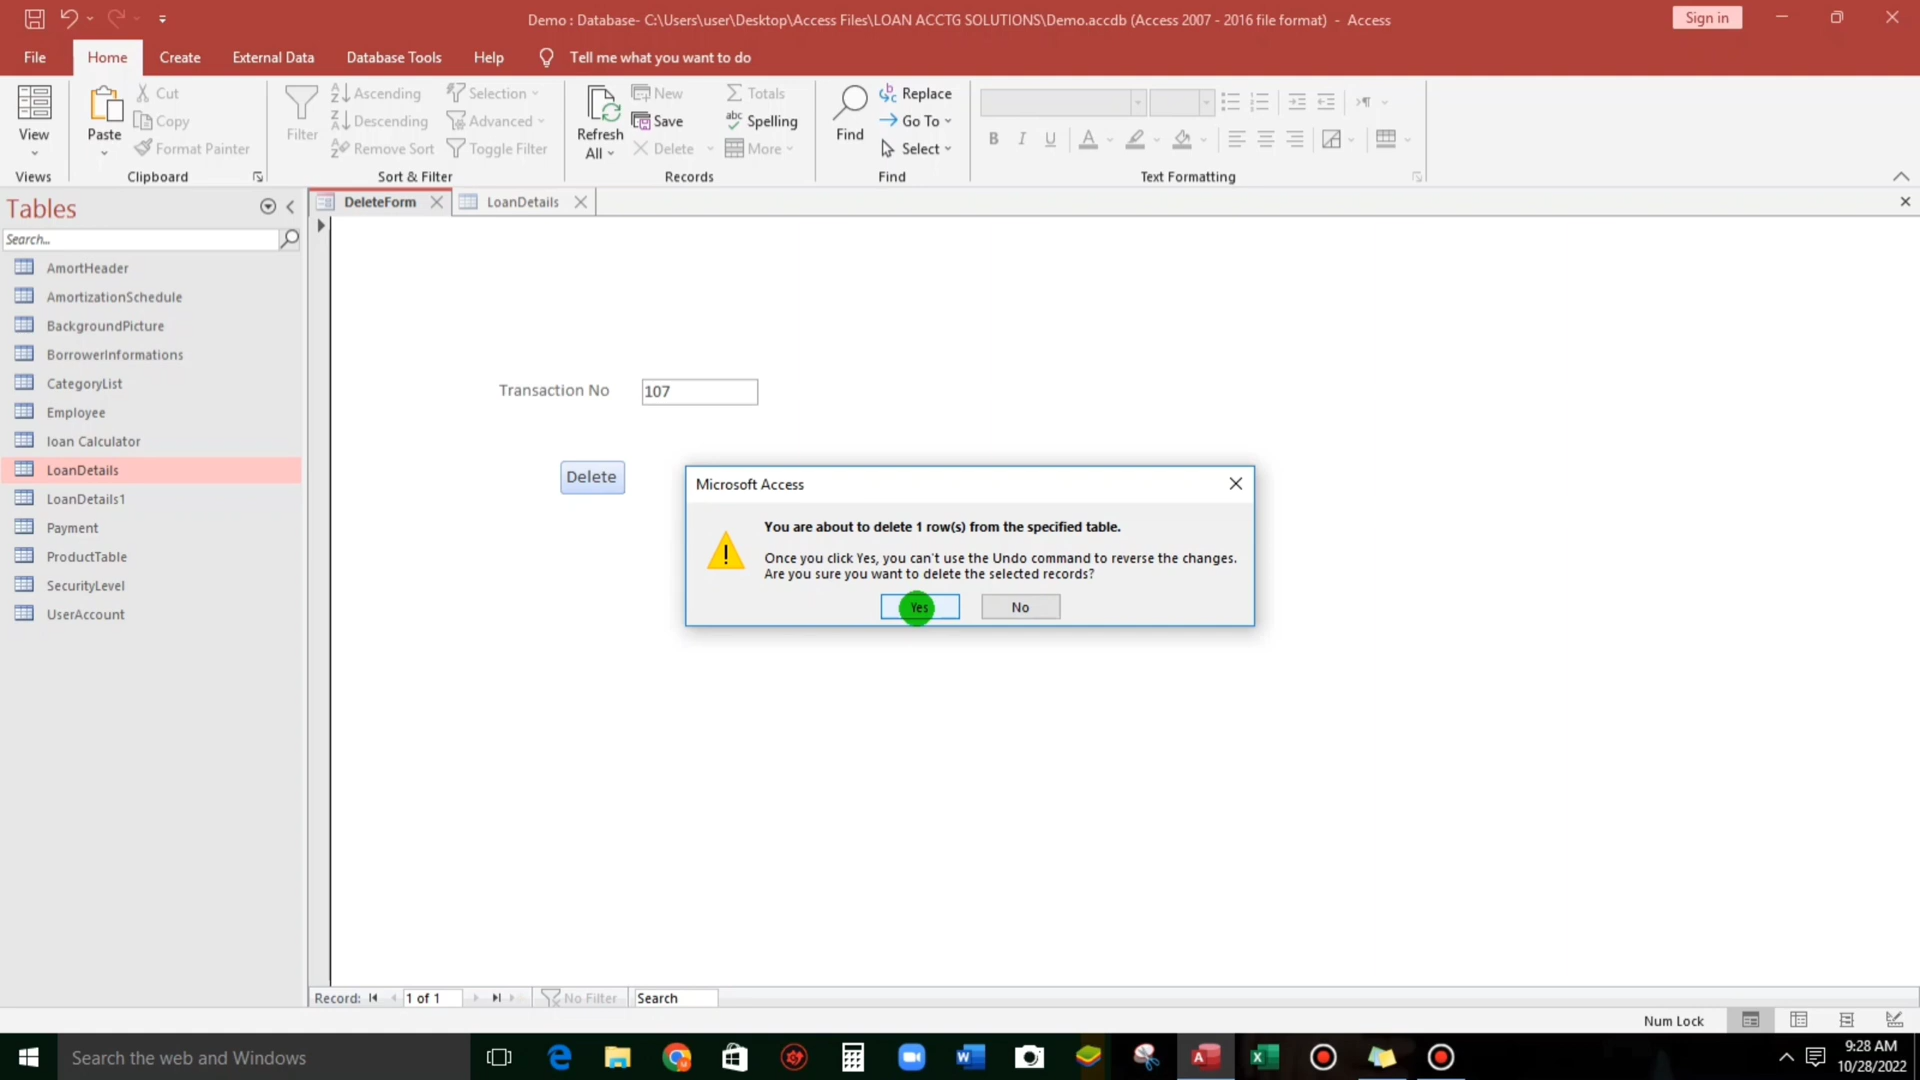 Demo : Database- C:\Users\user\Desktop\Access Files\LOAN ACCTG SOLUTIONS\Demo.accdb (Access 2007 - 2016 file format) - Access
Sign in
File
Home
Create
External Data
Database Tools
Help
Tell me what you want to do
View
Paste
Cut
Copy
Format Painter
Filter
Ascending
Descending
Remove Sort
Selection
Advanced
Toggle Filter
Refresh
All
New
Save
Delete
Totals
Spelling
More
Find
Replace
Go To
Select
B I U A
Views
Clipboard
Sort & Filter
Records
Find
Text Formatting
Tables
Search...
AmortHeader
AmortizationSchedule
BackgroundPicture
BorrowerInformations
CategoryList
Employee
loan Calculator
LoanDetails
LoanDetails1
Payment
ProductTable
SecurityLevel
UserAccount
DeleteForm
LoanDetails
Transaction No
107
Delete
Microsoft Access
You are about to delete 1 row(s) from the specified table.
Once you click Yes, you can't use the Undo command to reverse the changes.
Are you sure you want to delete the selected records?
Yes
No
Record:
1 of 1
No Filter
Search
Num Lock
Search the web and Windows
9:28 AM
10/28/2022